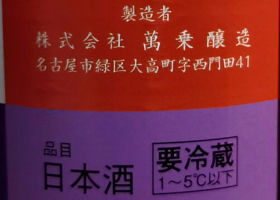 製造者
株式会社 萬乗醸造
名古屋市緑区大高町字西門田41
品目
日本酒
要冷蔵
1～5℃以下